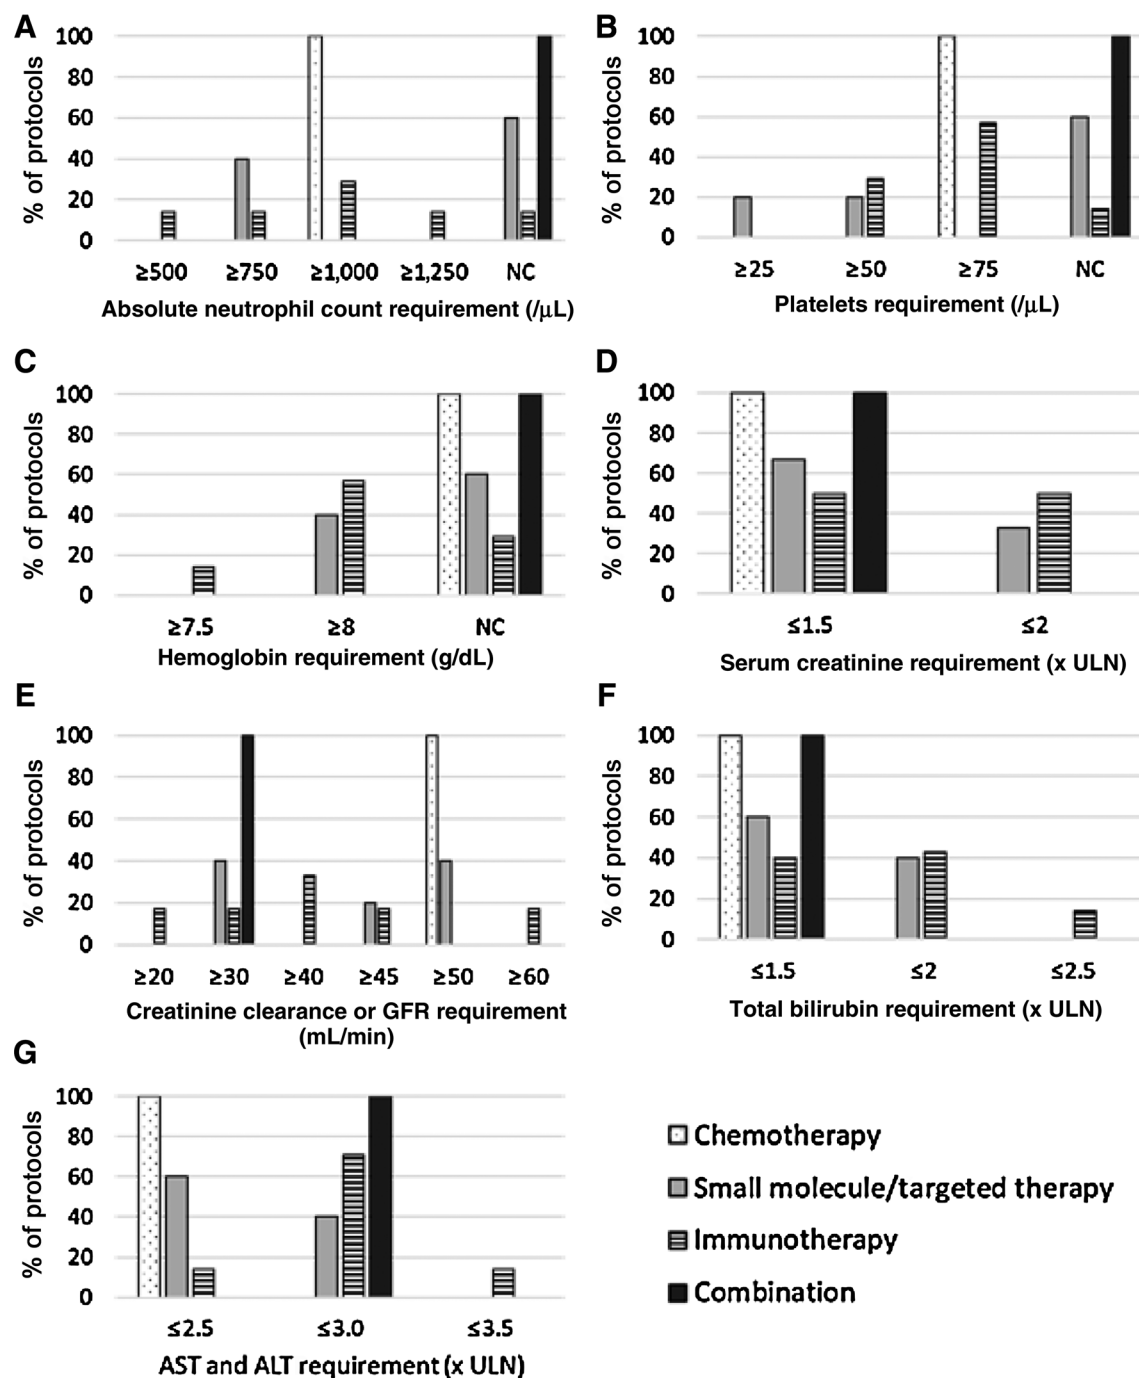 A
% of protocols
100
80
60
40
20
0
≥500 ≥750 ≥1,000 ≥1,250 NC
Absolute neutrophil count requirement (/μL)
B
% of protocols
100
80
60
40
20
0
≥25 ≥50 ≥75 NC
Platelets requirement (/μL)
C
% of protocols
100
80
60
40
20
0
≥7.5 ≥8 NC
Hemoglobin requirement (g/dL)
D
% of protocols
100
80
60
40
20
0
≤1.5 ≤2
Serum creatinine requirement (x ULN)
E
% of protocols
100
80
60
40
20
0
≥20 ≥30 ≥40 ≥45 ≥50 ≥60
Creatinine clearance or GFR requirement
(mL/min)
F
% of protocols
100
80
60
40
20
0
≤1.5 ≤2 ≤2.5
Total bilirubin requirement (x ULN)
G
% of protocols
100
80
60
40
20
0
≤2.5 ≤3.0 ≤3.5
AST and ALT requirement (x ULN)
Chemotherapy
Small molecule/targeted therapy
Immunotherapy
Combination